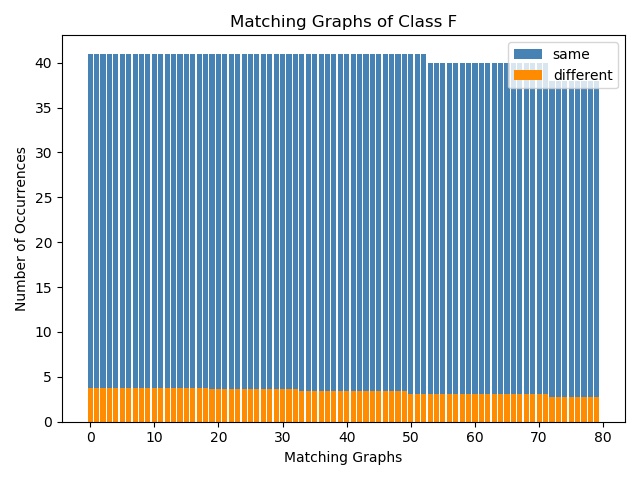 Matching Graphs of Class F
same
different
Number of Occurrences
40
35
30
25
20
15
10
5
0
0 10 20 30 40 50 60 70 80
Matching Graphs